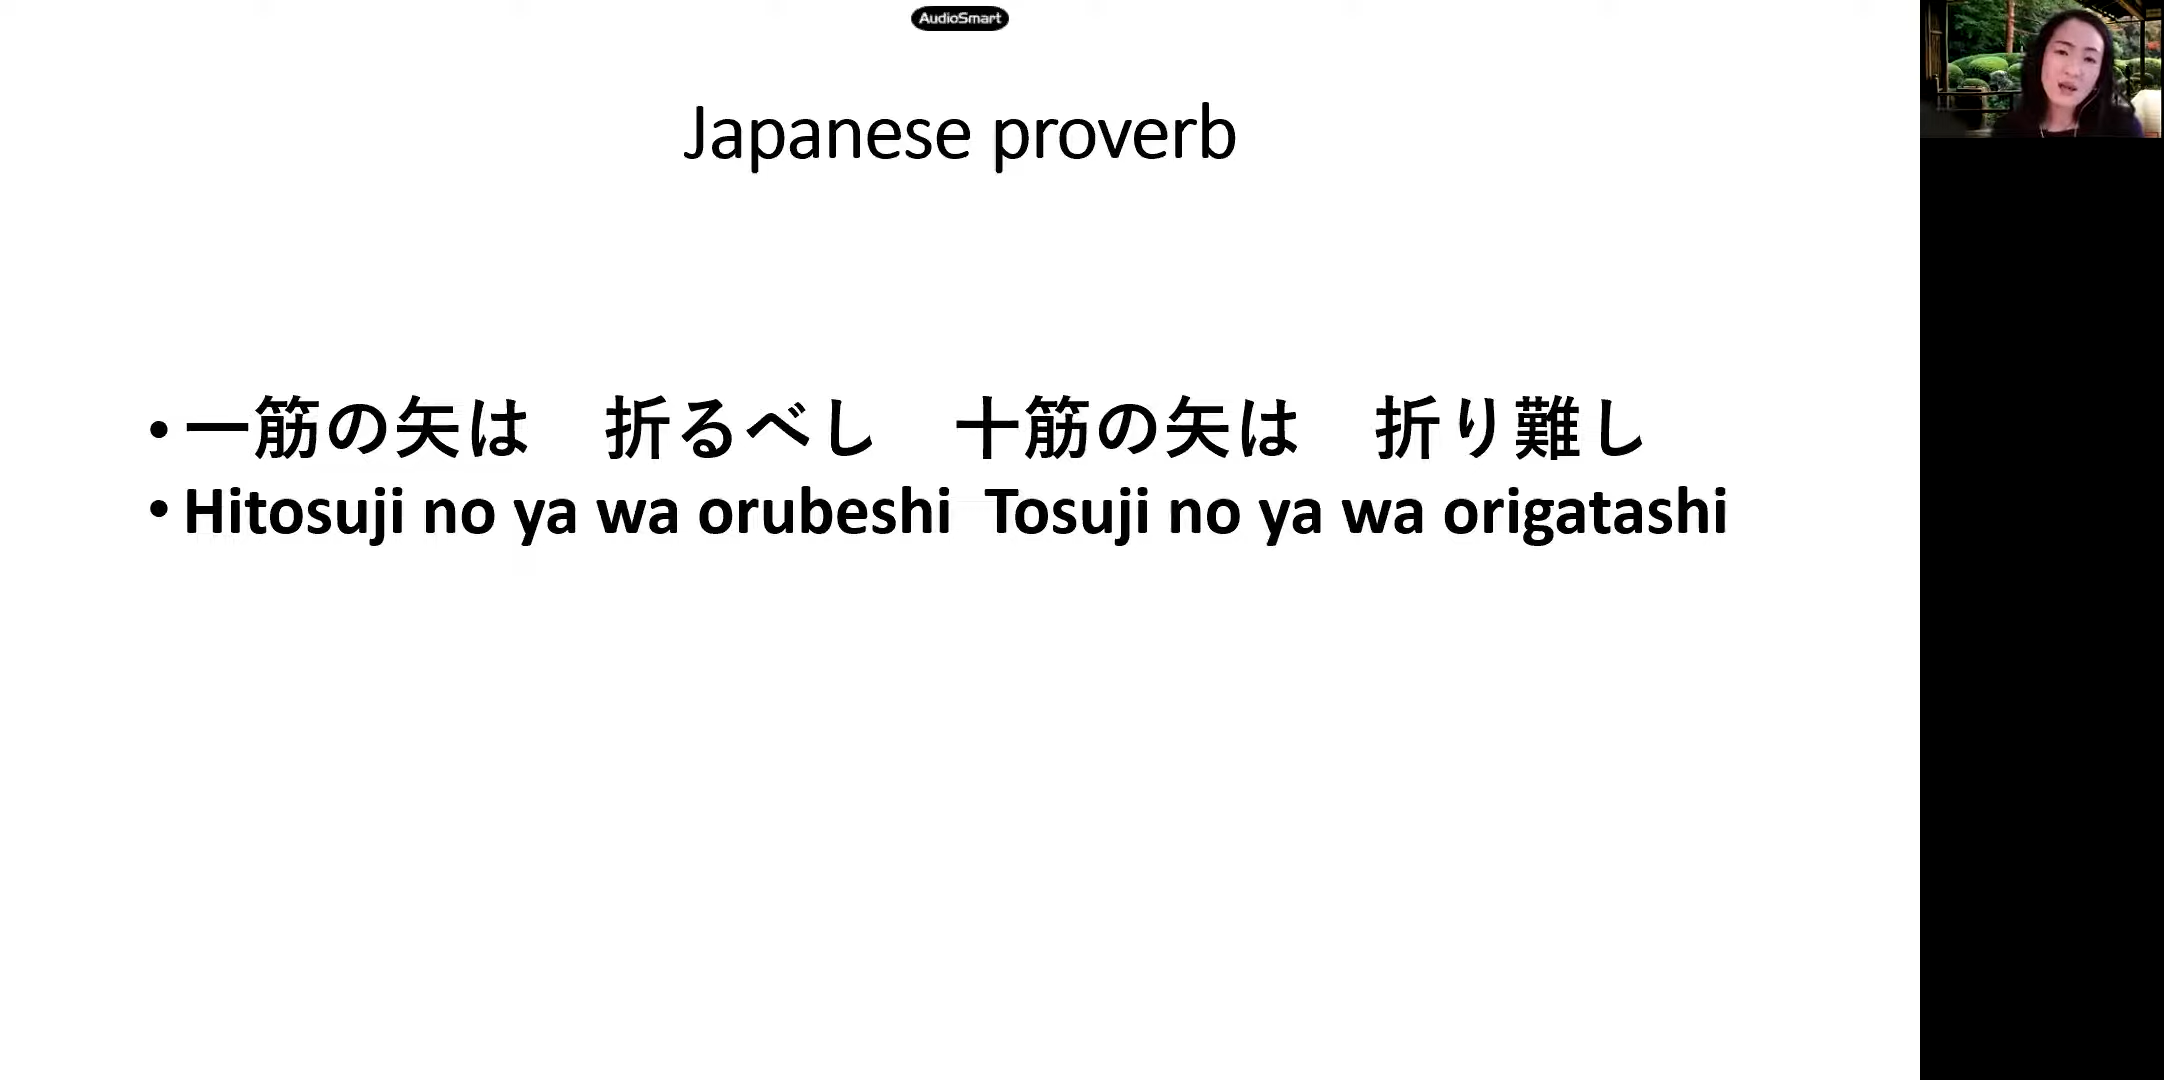 AudioSmart
Japanese proverb
• 一筋の矢は　折るべし　十筋の矢は　折り難し
• Hitosuji no ya wa orubeshi  Tosuji no ya wa origatashi